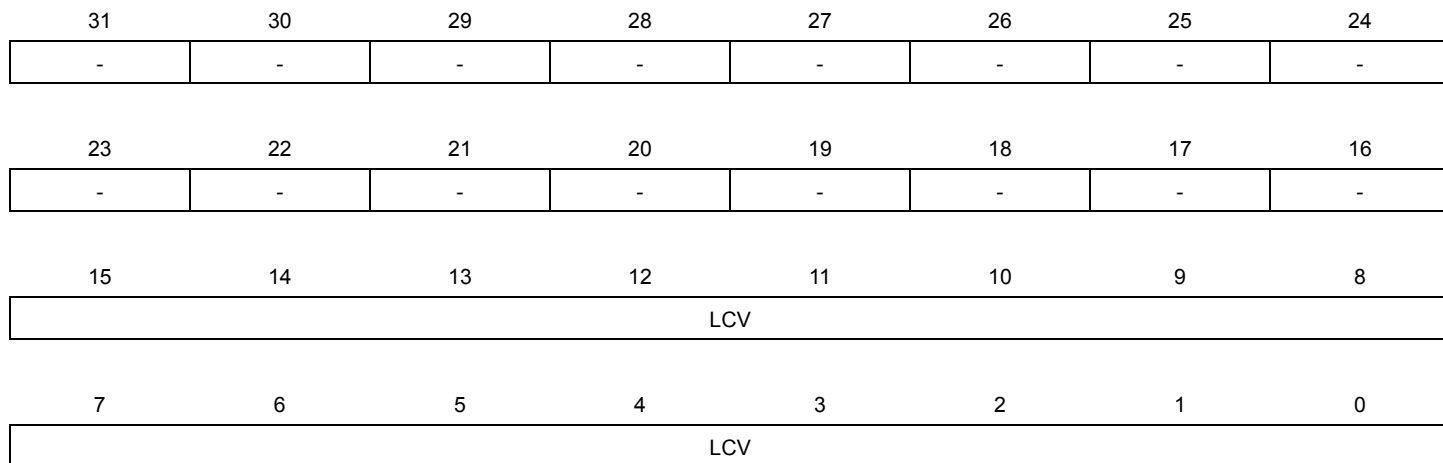 31 30 29 28 27 26 25 24
- - - - - - - -
23 22 21 20 19 18 17 16
- - - - - - - -
15 14 13 12 11 10 9 8
LCV
7 6 5 4 3 2 1 0
LCV